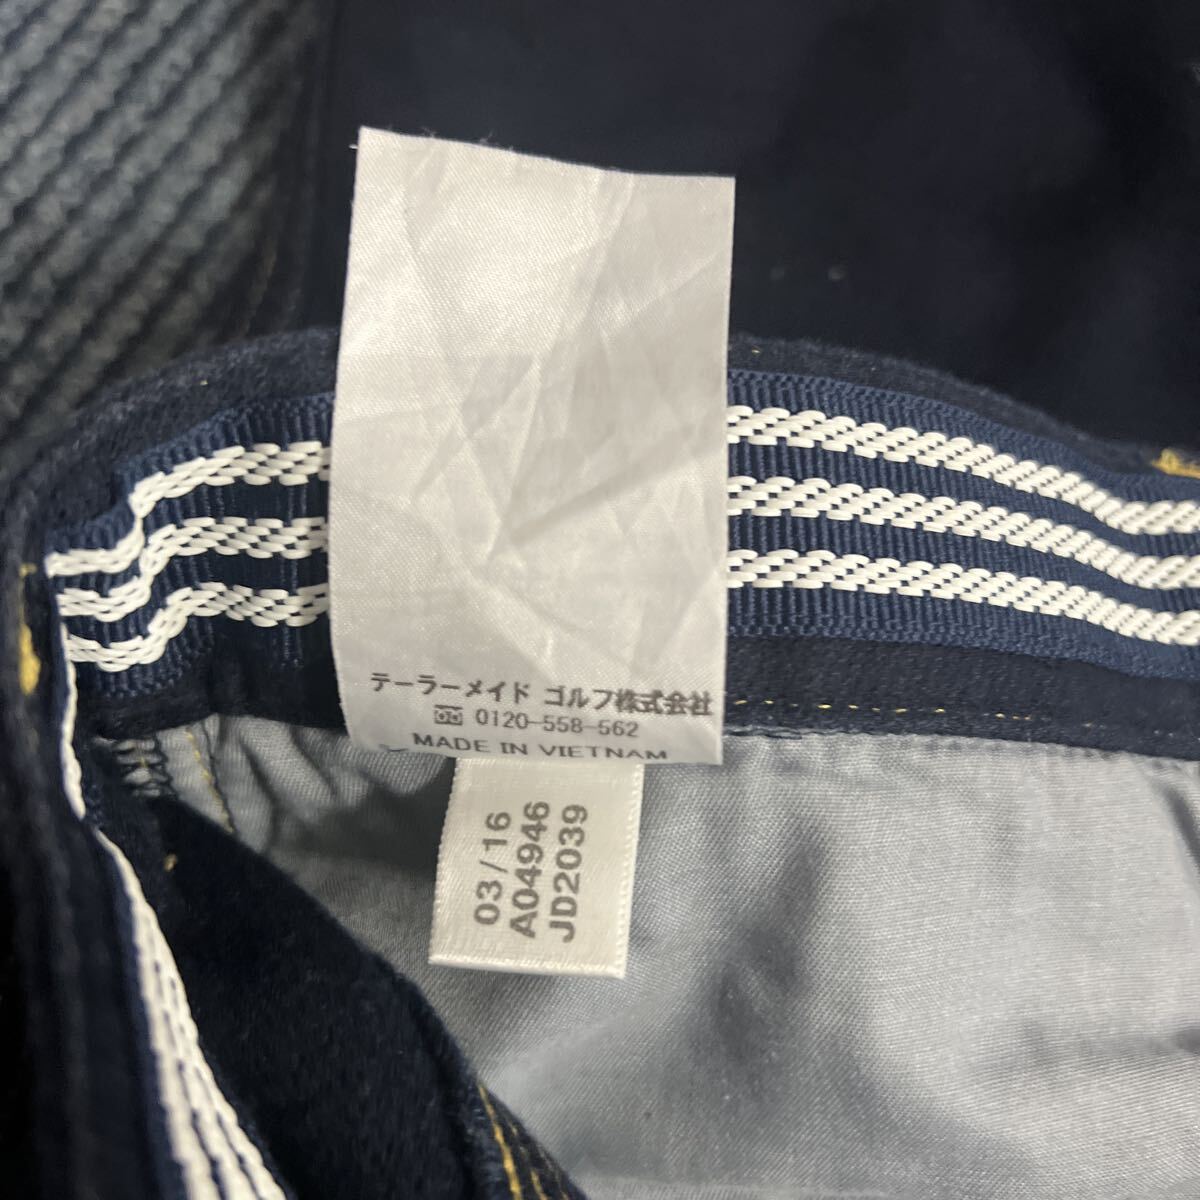 テーラーメイド ゴルフ株式会社
0120-558-562
MADE IN VIETNAM
03/16
A04946
JD2039